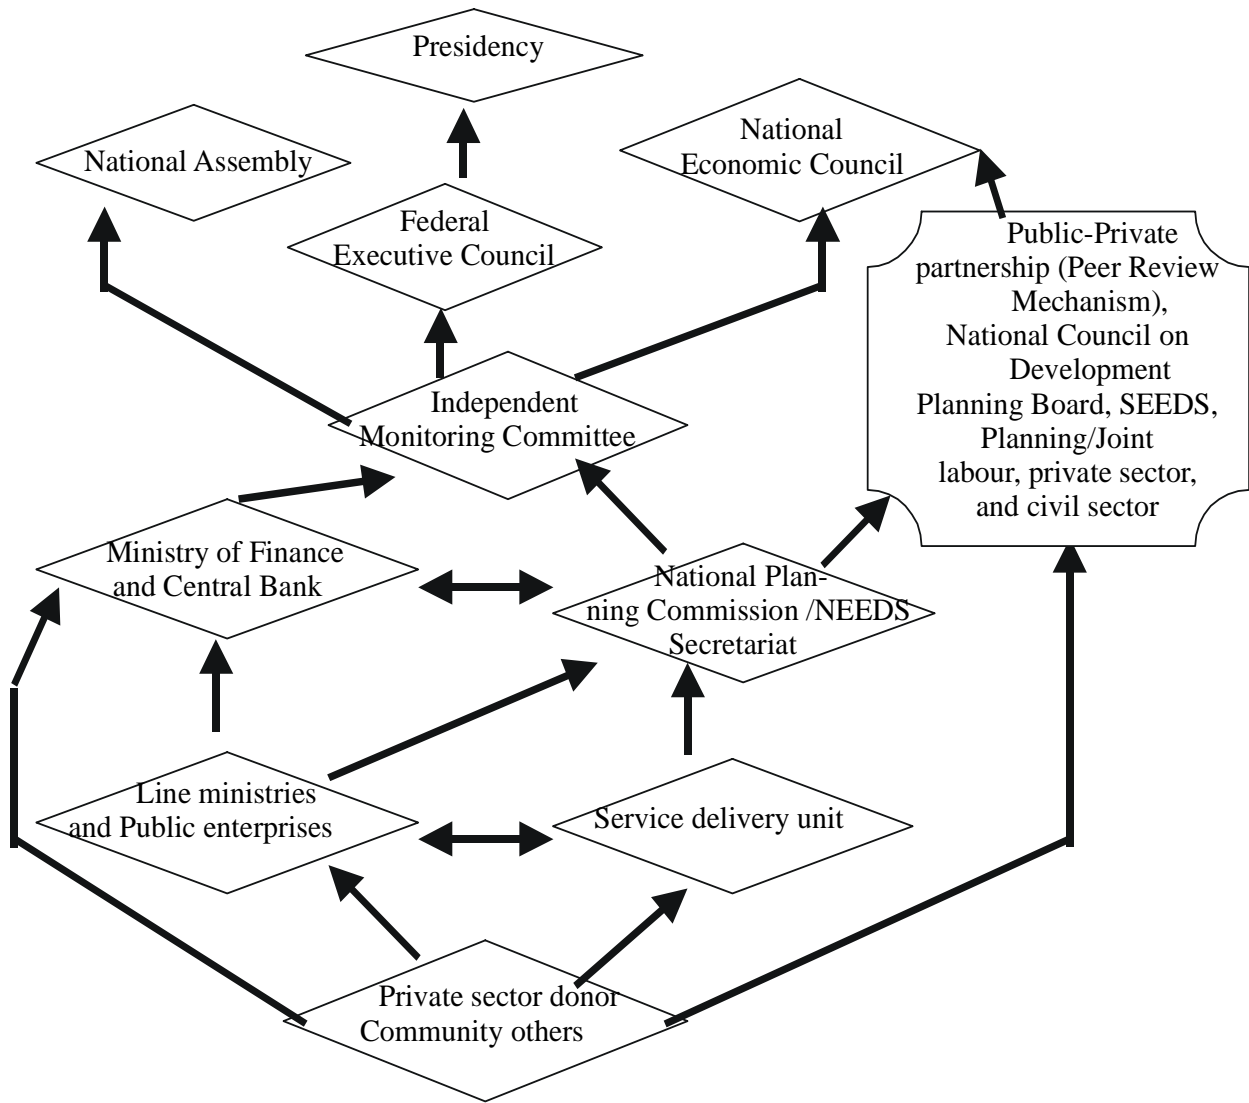 Presidency
National Assembly
National
Economic Council
Federal
Executive Council
Public-Private
partnership (Peer Review
Mechanism),
National Council on
Development
Planning Board, SEEDS,
Planning/Joint
labour, private sector,
and civil sector
Independent
Monitoring Committee
Ministry of Finance
and Central Bank
National Plan-
ning Commission /NEEDS
Secretariat
Line ministries
and Public enterprises
Service delivery unit
Private sector donor
Community others